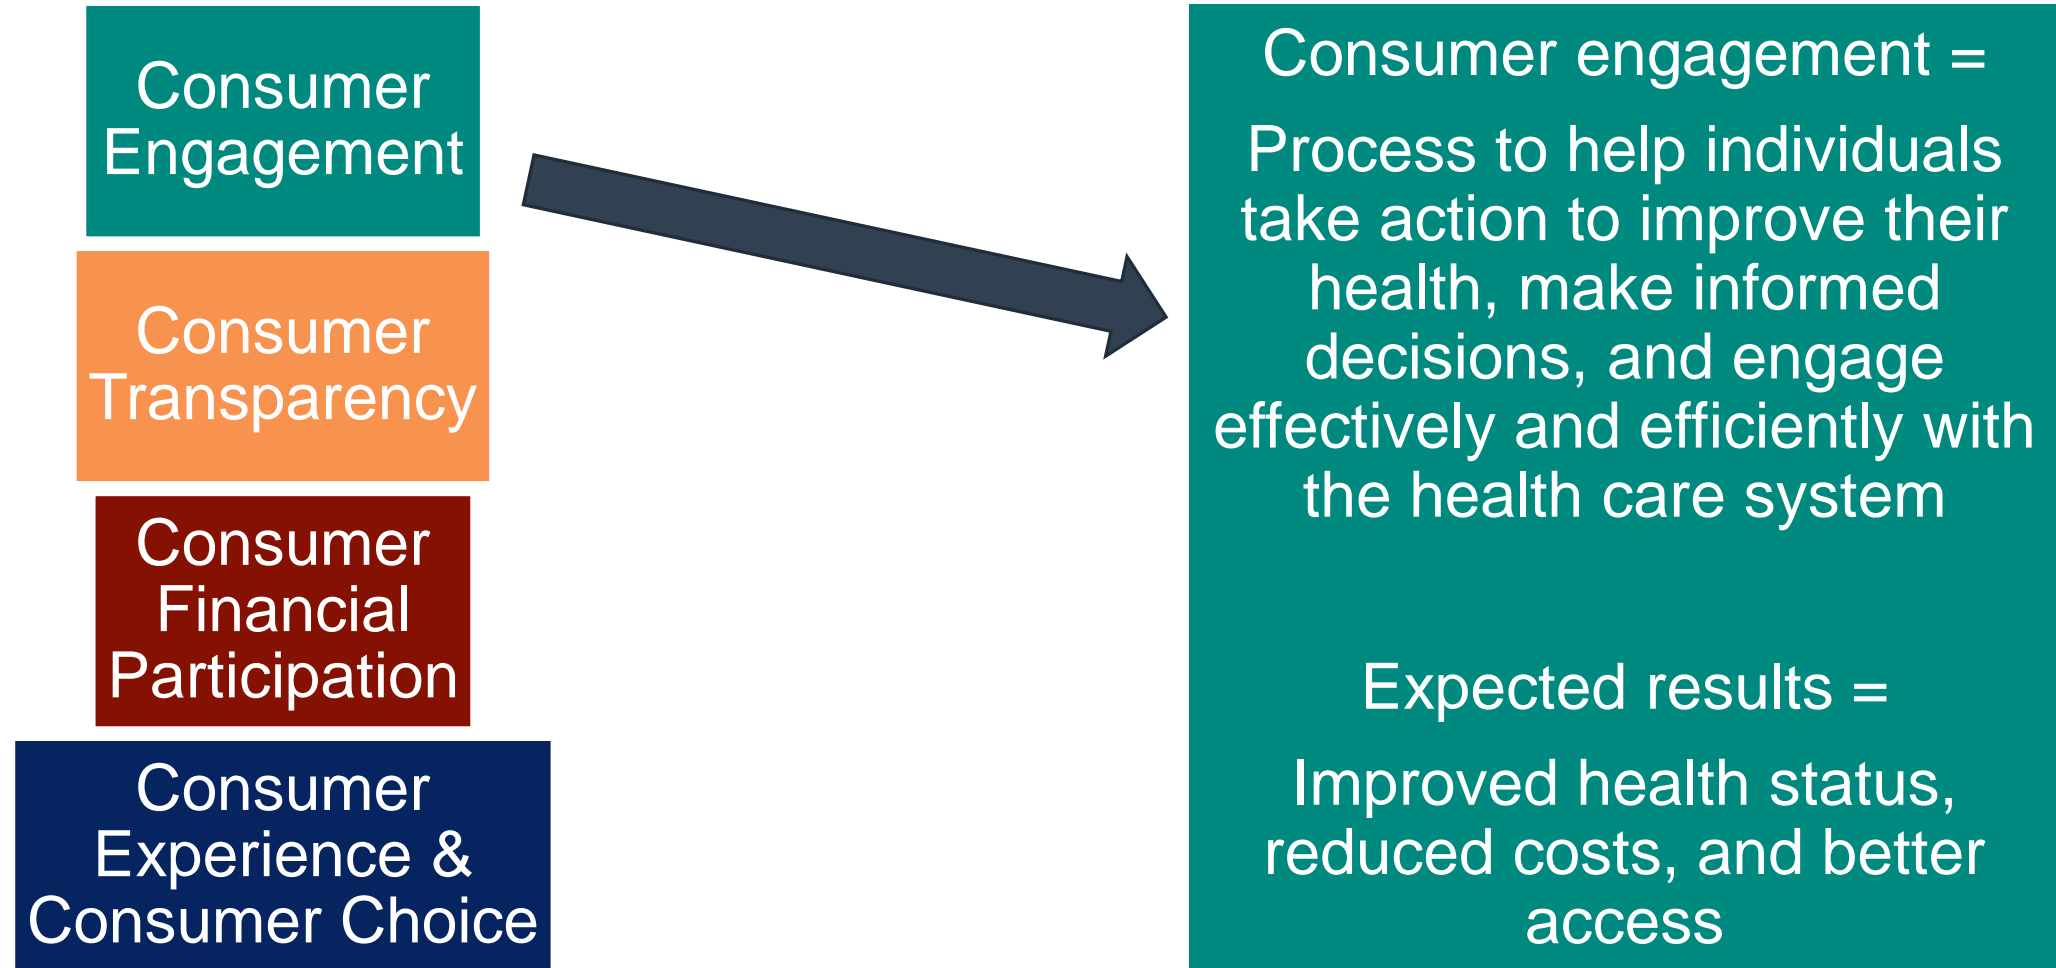 Consumer
Engagement
Consumer
Transparency
Consumer
Financial
Participation
Consumer
Experience &
Consumer Choice
Consumer engagement =
Process to help individuals
take action to improve their
health, make informed
decisions, and engage
effectively and efficiently with
the health care system
Expected results =
Improved health status,
reduced costs, and better
access